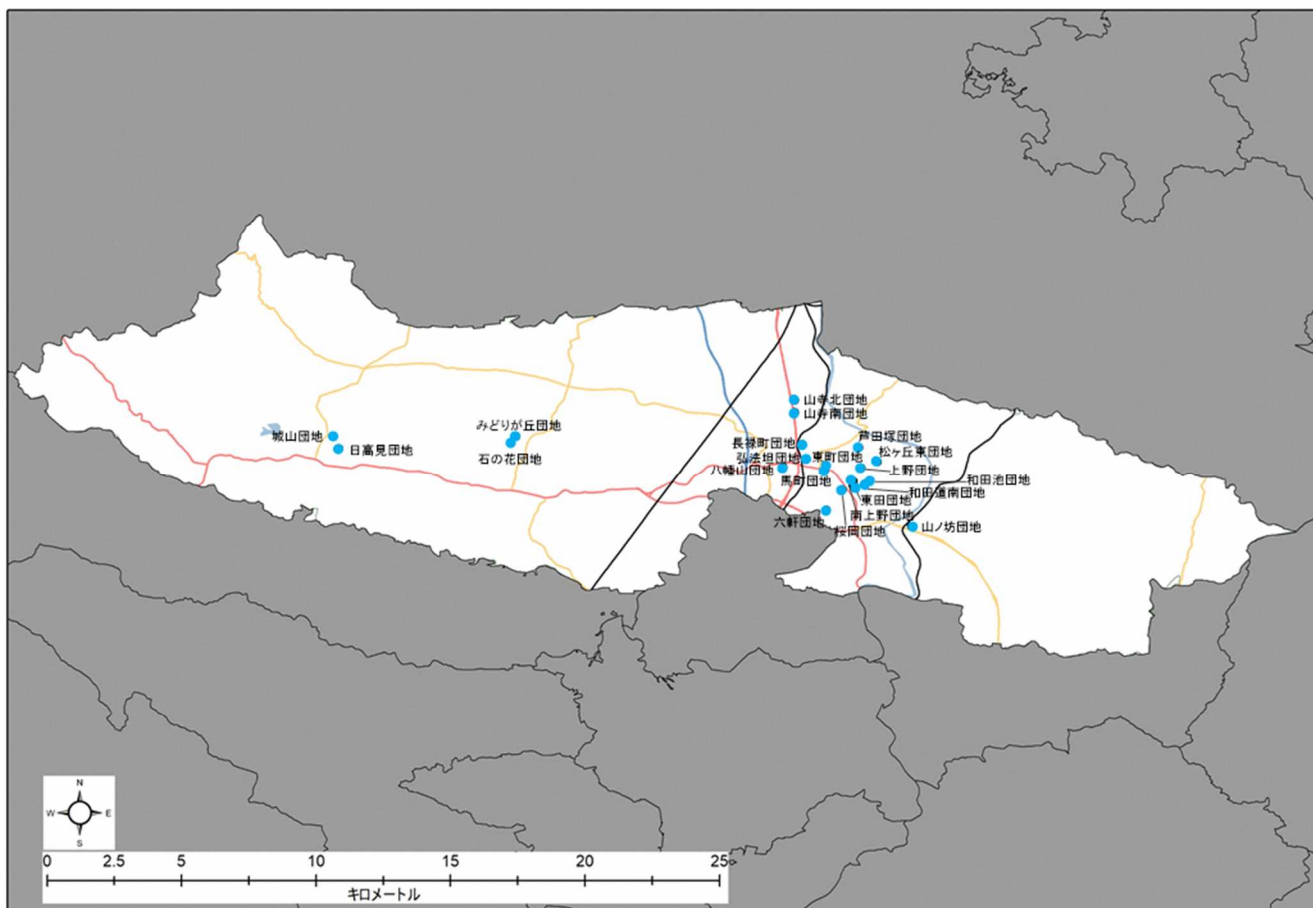 山寺北団地
山寺南団地
城山団地
日高見団地
みどりが丘団地
石の花団地
長禄町団地
弘法坦団地
東町団地
八幡山団地
馬町団地
芦田塚団地
松ヶ丘東団地
上野団地
和田池団地
和田道南団地
東田団地
南上野団地
六軒団地
桜岡団地
山ノ坊団地
N
W
E
S
0 2.5 5 10 15 20 25
キロメートル